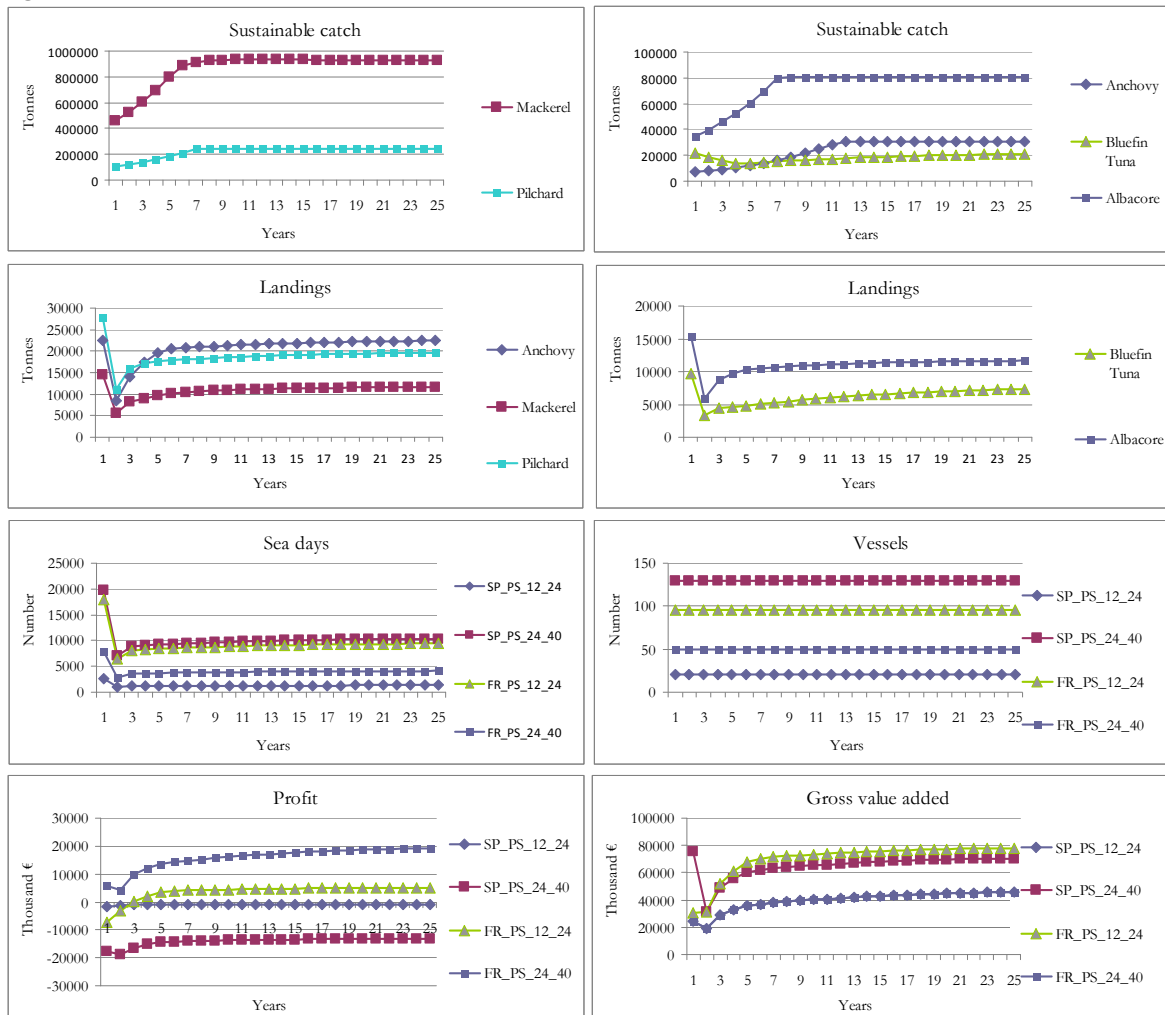 Sustainable catch
1000000
800000
600000
400000
200000
0
Tonnes
1 3 5 7 9 11 13 15 17 19 21 23 25
Years
Mackerel
Pilchard
Sustainable catch
100000
80000
60000
40000
20000
0
Tonnes
1 3 5 7 9 11 13 15 17 19 21 23 25
Years
Anchovy
Bluefin
Tuna
Albacore
Landings
30000
25000
20000
15000
10000
5000
0
Tonnes
1 3 5 7 9 11 13 15 17 19 21 23 25
Years
Anchovy
Mackerel
Pilchard
Landings
20000
15000
10000
5000
0
Tonnes
1 3 5 7 9 11 13 15 17 19 21 23 25
Years
Bluefin
Tuna
Albacore
Sea days
25000
20000
15000
10000
5000
0
Number
1 3 5 7 9 11 13 15 17 19 21 23 25
Years
SP_PS_12_24
SP_PS_24_40
FR_PS_12_24
FR_PS_24_40
Vessels
150
100
50
0
Number
1 3 5 7 9 11 13 15 17 19 21 23 25
Years
SP_PS_12_24
SP_PS_24_40
FR_PS_12_24
FR_PS_24_40
Profit
30000
20000
10000
0
-10000
-20000
-30000
Thousand €
1 3 5 7 9 11 13 15 17 19 21 23 25
Years
SP_PS_12_24
SP_PS_24_40
FR_PS_12_24
FR_PS_24_40
Gross value added
100000
80000
60000
40000
20000
0
Thousand €
1 3 5 7 9 11 13 15 17 19 21 23 25
Years
SP_PS_12_24
SP_PS_24_40
FR_PS_12_24
FR_PS_24_40